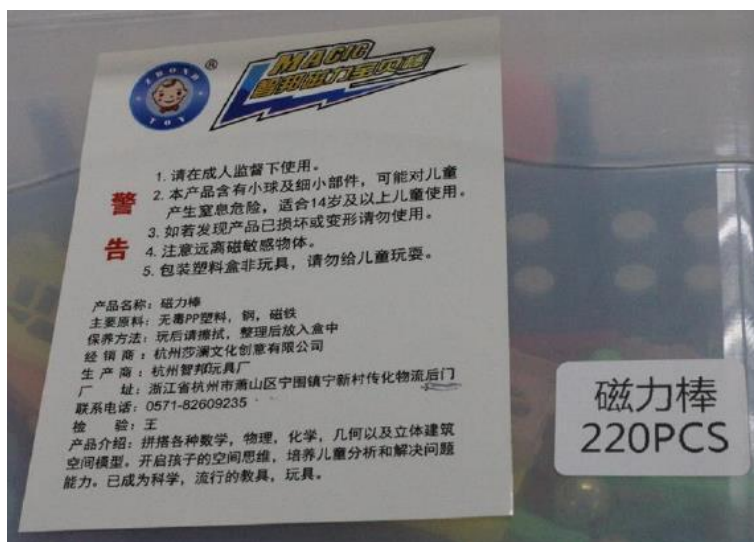 ZHONB
TOY
®
MAGIC
智邦磁力宝贝棒
警告
1. 请在成人监督下使用。
2. 本产品含有小球及细小部件，可能对儿童
产生窒息危险，适合14岁及以上儿童使用。
3. 如若发现产品已损坏或变形请勿使用。
4. 注意远离磁敏感物体。
5. 包装塑料盒非玩具，请勿给儿童玩耍。
产品名称：磁力棒
主要原料：无毒PP塑料，钢，磁铁
保养方法：玩后请擦拭，整理后放入盒中
经销商：杭州莎澜文化创意有限公司
生产商：杭州智邦玩具厂
厂址：浙江省杭州市萧山区宁围镇宁新村传化物流后门
联系电话：0571-82609235
检验：王
产品介绍：拼搭各种数学，物理，化学，几何以及立体建筑
空间模型。开启孩子的空间思维，培养儿童分析和解决问题
能力。已成为科学，流行的教具，玩具。
磁力棒
220PCS